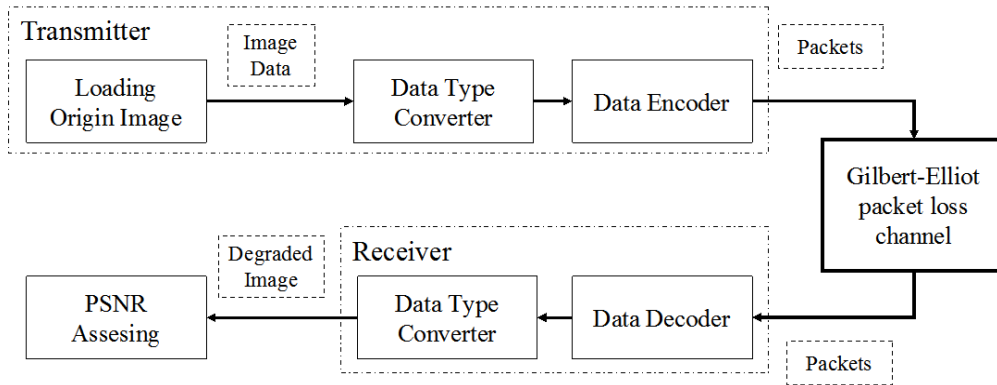 Transmitter
Image
Data
Packets
Loading
Origin Image
Data Type
Converter
Data Encoder
Gilbert-Elliot
packet loss
channel
Receiver
Degraded
Image
PSNR
Assesing
Data Type
Converter
Data Decoder
Packets